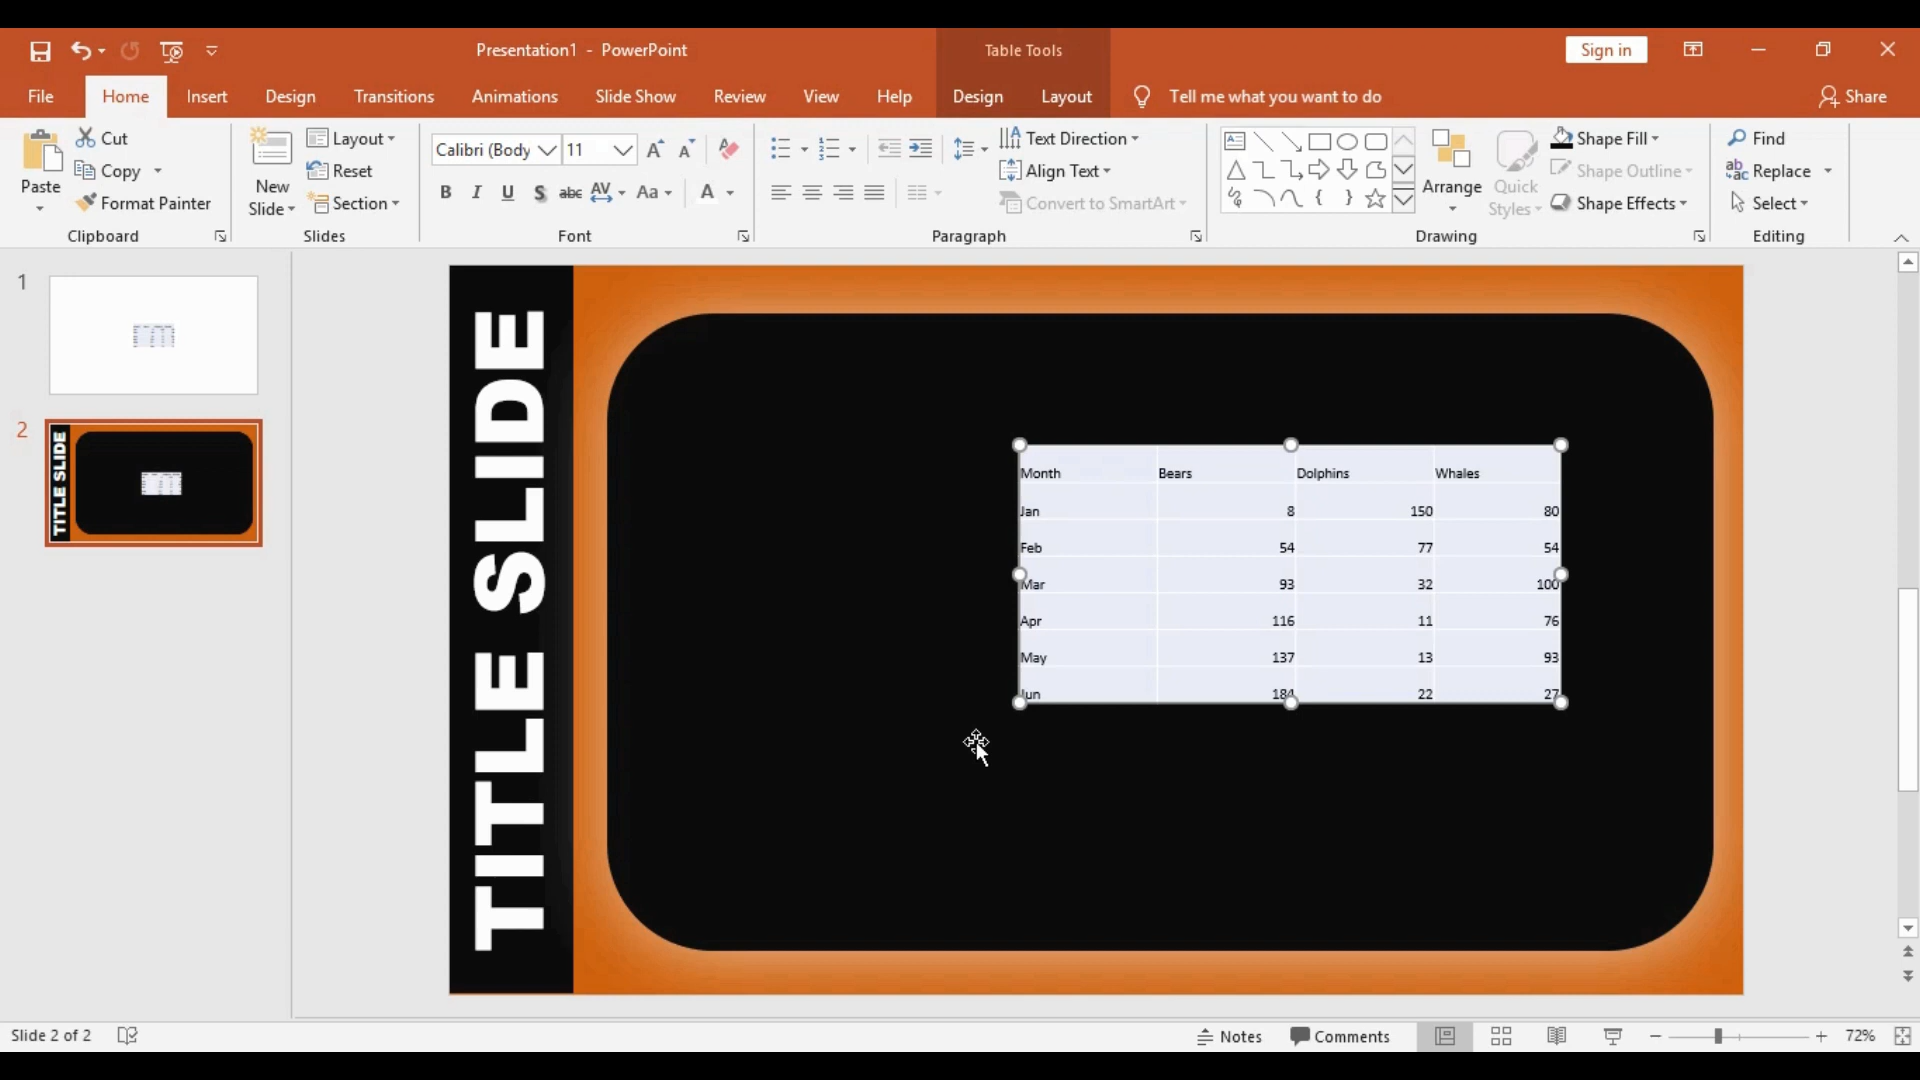 Presentation1 - PowerPoint
Table Tools
Sign in
File Home Insert Design Transitions Animations Slide Show Review View Help Design Layout Tell me what you want to do Share
Paste
Cut
Copy
Format Painter
Clipboard
New Slide
Layout
Reset
Section
Slides
Calibri (Body 11
B I U S abc AV Aa A
Font
Text Direction
Align Text
Convert to SmartArt
Paragraph
Arrange
Quick Styles
Shape Fill
Shape Outline
Shape Effects
Drawing
Find
Replace
Select
Editing
1
2
TITLE SLIDE
TITLE SLIDE
Month Bears Dolphins Whales
Jan 8 150 80
Feb 54 77 54
Mar 93 32 100
Apr 116 11 76
May 137 13 93
Jun 184 22 27
Slide 2 of 2
Notes
Comments
72%